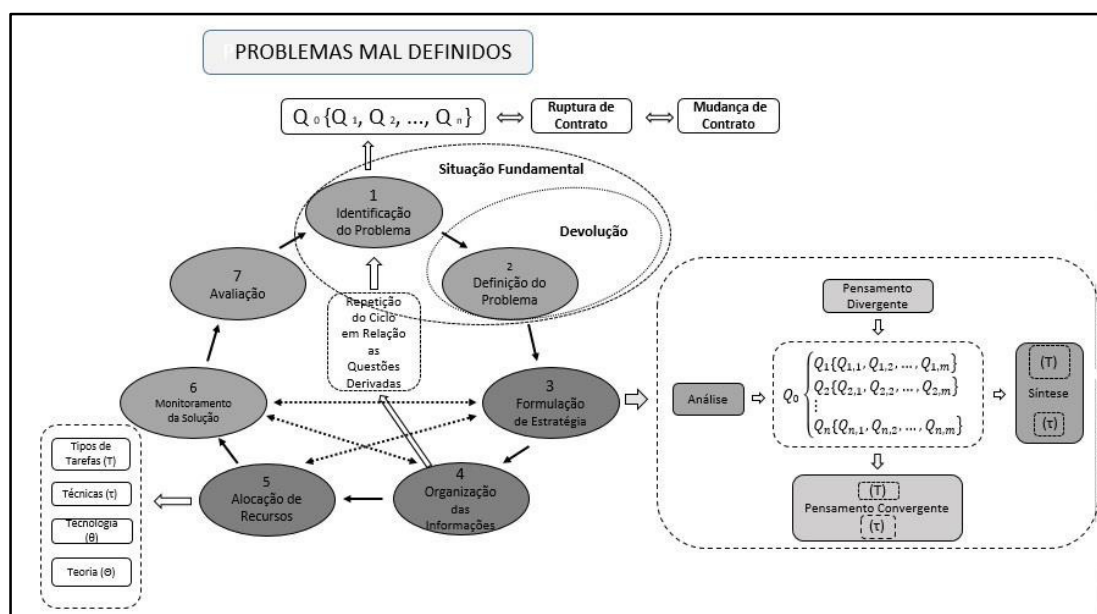 PROBLEMAS MAL DEFINIDOS
Q 0 {Q 1, Q 2, ..., Q n}
Ruptura de
Contrato
Mudança de
Contrato
Situação Fundamental
1
Identificação
do Problema
Devolução
2
Definição do
Problema
7
Avaliação
Repetição
do Ciclo
em Relação
as
Questões
Derivadas
6
Monitoramento
da Solução
3
Formulação
de Estratégia
5
Alocação de
Recursos
4
Organização
das
Informações
Tipos de
Tarefas (T)
Técnicas (τ)
Tecnologia
(θ)
Teoria (Θ)
Pensamento
Divergente
Análise
Q₀
Q₁{Q₁,₁, Q₁,₂, ..., Q₁,ₘ}
Q₂{Q₂,₁, Q₂,₂, ..., Q₂,ₘ}
⋮
Qₙ{Qₙ,₁, Qₙ,₂, ..., Qₙ,ₘ}
(T)
Síntese
(τ)
(T)
Pensamento Convergente
(τ)